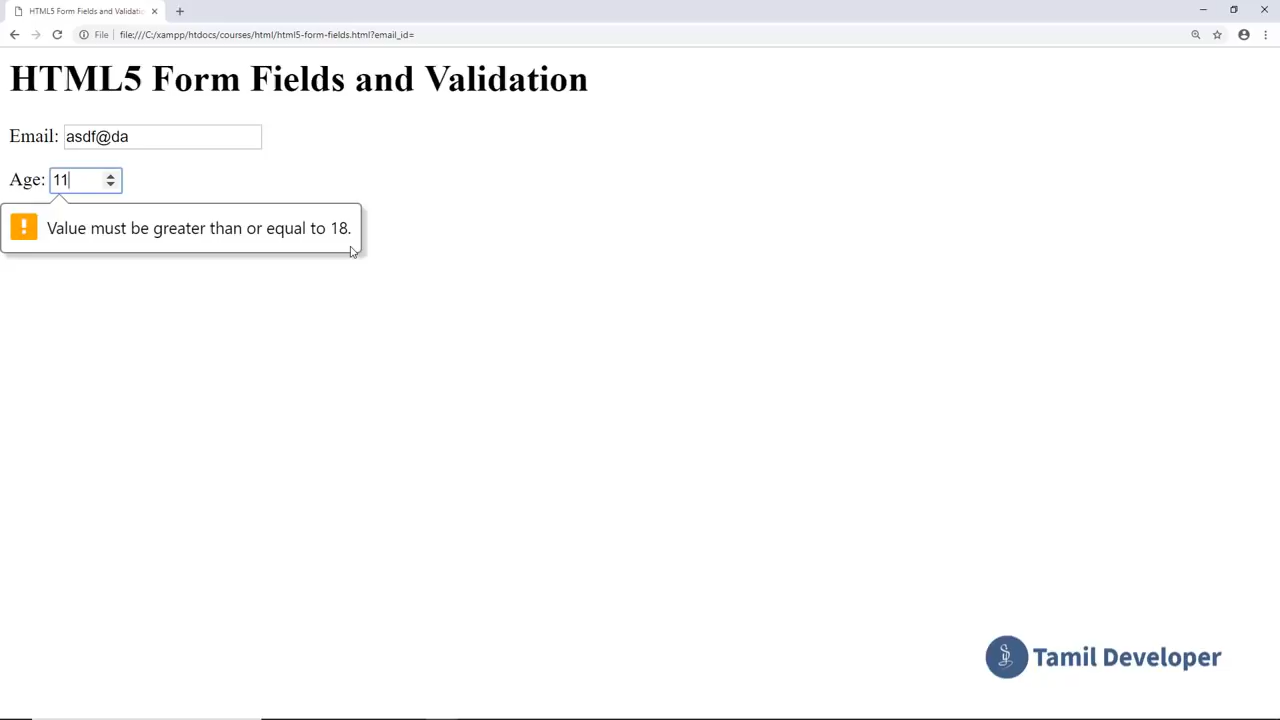 HTML5 Form Fields and Validatio
File
file:///C:/xampp/htdocs/courses/html/html5-form-fields.html?email_id=
HTML5 Form Fields and Validation
Email: asdf@da
Age: 11
! Value must be greater than or equal to 18.
Tamil Developer